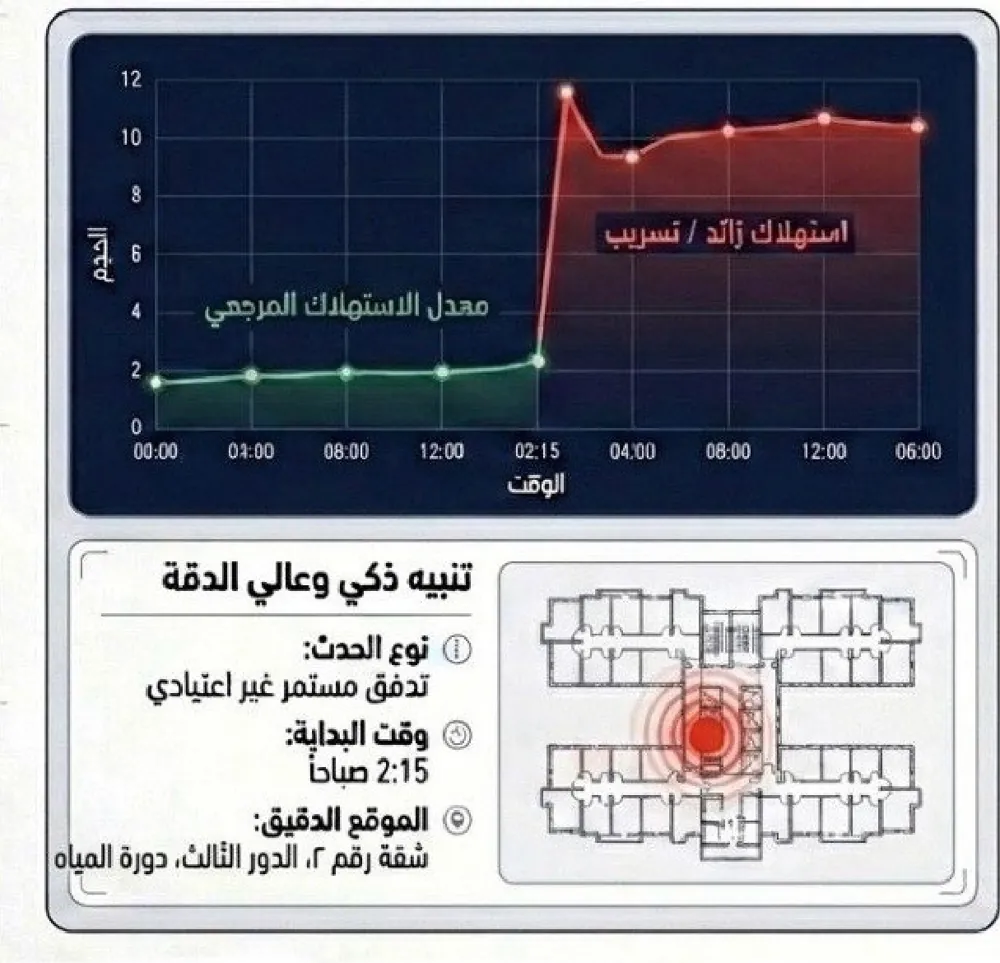 12
10
8
6
4
2
0
الحجم
استهلاك زائد / تسريب
معدل الاستهلاك المرجعي
00:00 04:00 08:00 12:00 02:15 04:00 08:00 12:00 06:00
الوقت
تنبيه ذكي وعالي الدقة
نوع الحدث:
تدفق مستمر غير اعتيادي
وقت البداية:
2:15 صباحاً
الموقع الدقيق:
شقة رقم ٢، الدور الثالث، دورة المياه